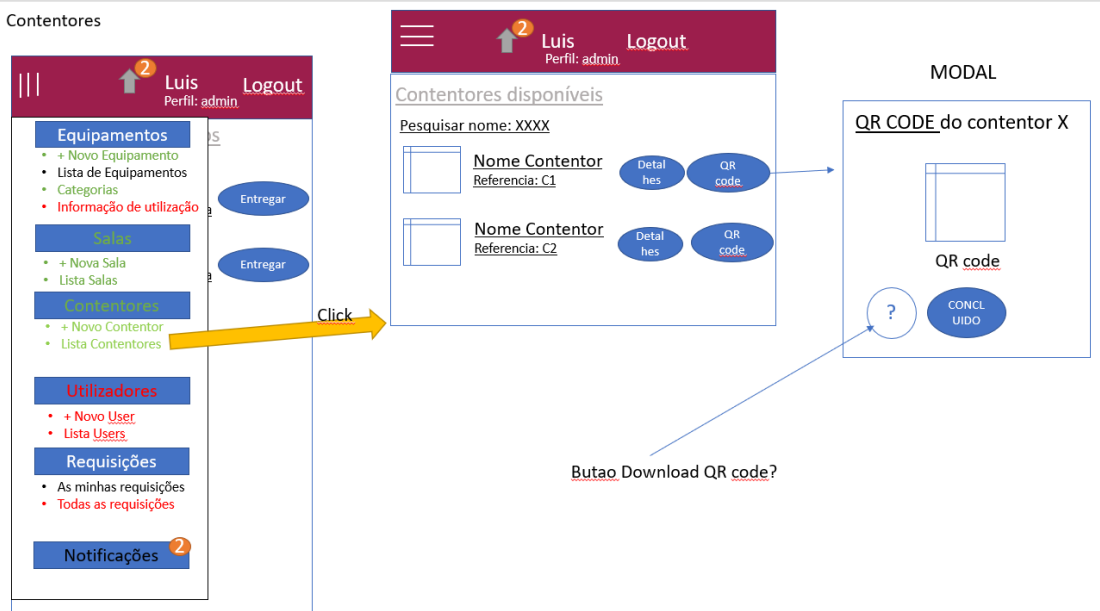 Contentores
2
Luis
Logout
Perfil: admin
Equipamentos
+ Novo Equipamento
Lista de Equipamentos
Categorias
Informação de utilização
Salas
+ Nova Sala
Lista Salas
Contentores
+ Novo Contentor
Lista Contentores
Utilizadores
+ Novo User
Lista Users
Requisições
As minhas requisições
Todas as requisições
Notificações
2
os
a
Entregar
a
Entregar
Click
2
Luis
Logout
Perfil: admin
Contentores disponíveis
Pesquisar nome: XXXX
Nome Contentor
Referencia: C1
Detal
hes
QR
code
Nome Contentor
Referencia: C2
Detal
hes
QR
code
MODAL
QR CODE do contentor X
QR code
?
CONCL
UIDO
Butao Download QR code?